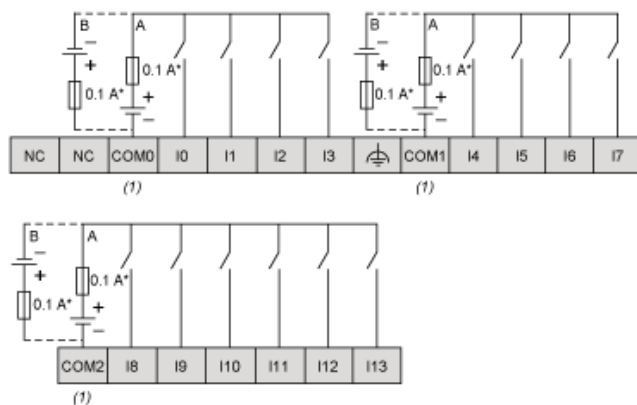 B A B A
− −
+ 0.1 A* + 0.1 A*
0.1 A* + 0.1 A* +
− −
NC NC COM0 I0 I1 I2 I3 COM1 I4 I5 I6 I7
(1) (1)
B A
−
+ 0.1 A*
0.1 A* +
−
COM2 I8 I9 I10 I11 I12 I13
(1)